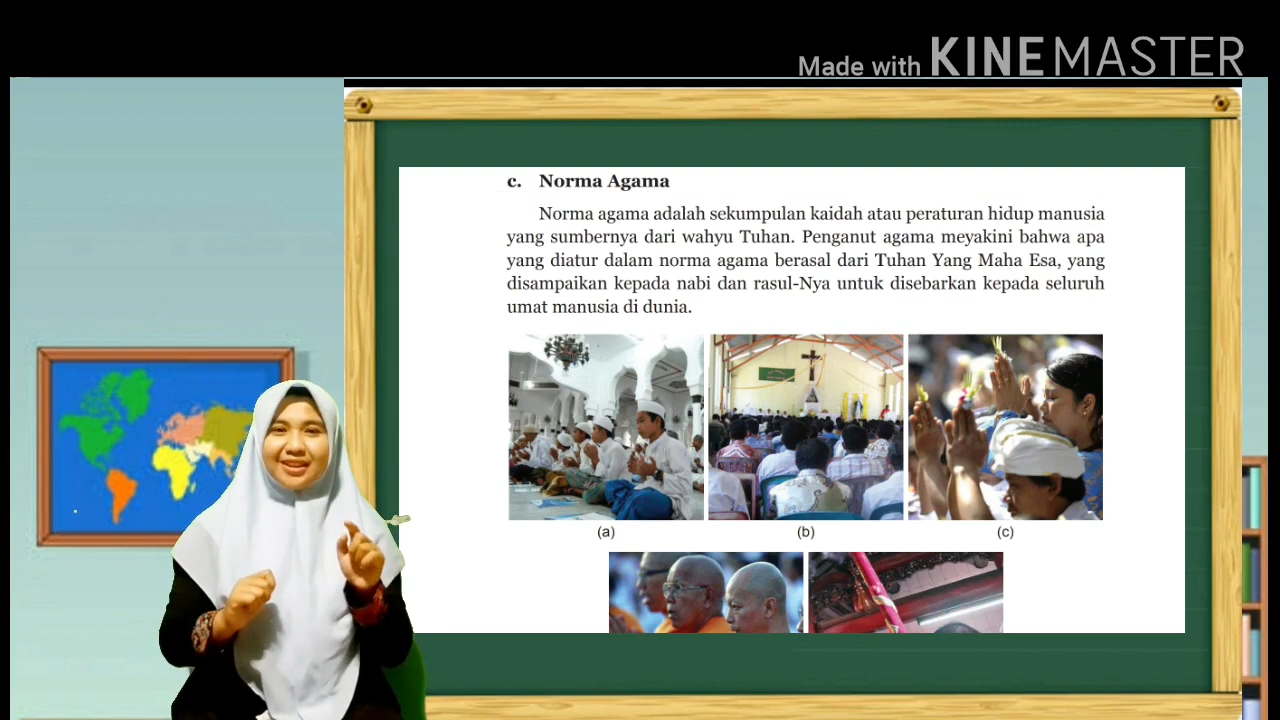 Made with KINEMASTER
c. Norma Agama
Norma agama adalah sekumpulan kaidah atau peraturan hidup manusia
yang sumbernya dari wahyu Tuhan. Penganut agama meyakini bahwa apa
yang diatur dalam norma agama berasal dari Tuhan Yang Maha Esa, yang
disampaikan kepada nabi dan rasul-Nya untuk disebarkan kepada seluruh
umat manusia di dunia.
(a) (b) (c)